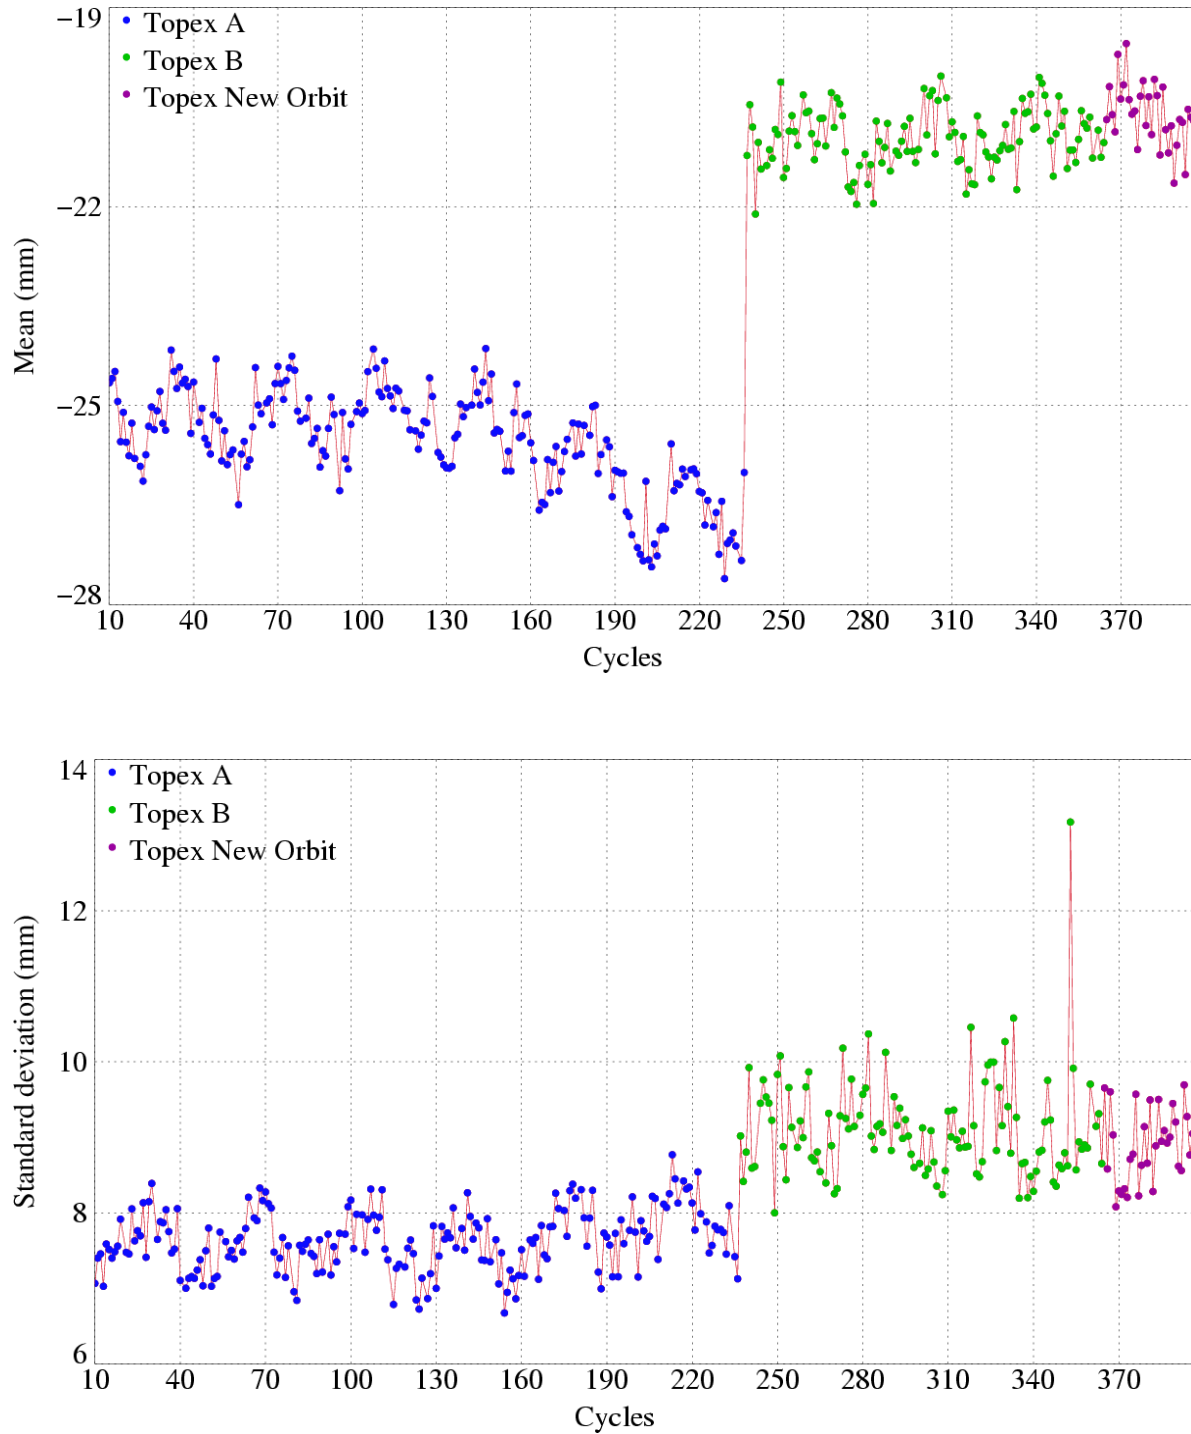 −19
Topex A
Topex B
Topex New Orbit
−22
Mean (mm)
−25
−28
10 40 70 100 130 160 190 220 250 280 310 340 370
Cycles
14
Topex A
Topex B
Topex New Orbit
12
Standard deviation (mm)
10
8
6
10 40 70 100 130 160 190 220 250 280 310 340 370
Cycles